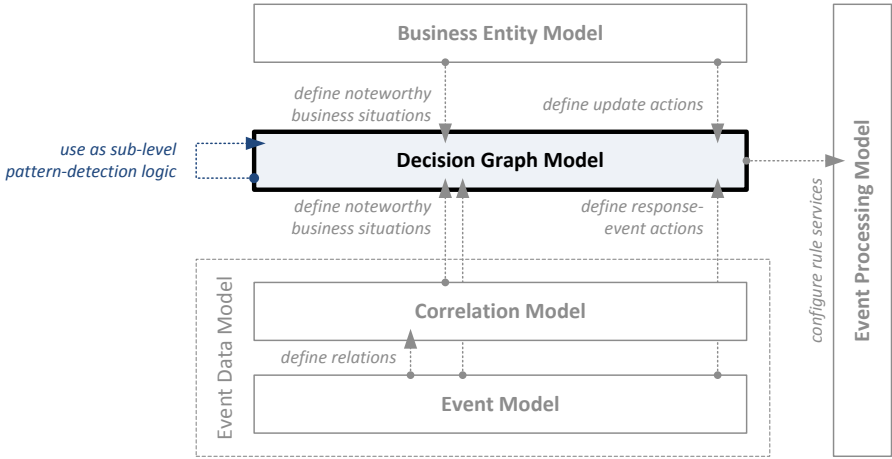 Business Entity Model
define noteworthy
business situations
define update actions
use as sub-level
pattern-detection logic
Decision Graph Model
define noteworthy
business situations
define response-
event actions
configure rule services
Event Processing Model
Event Data Model
Correlation Model
define relations
Event Model